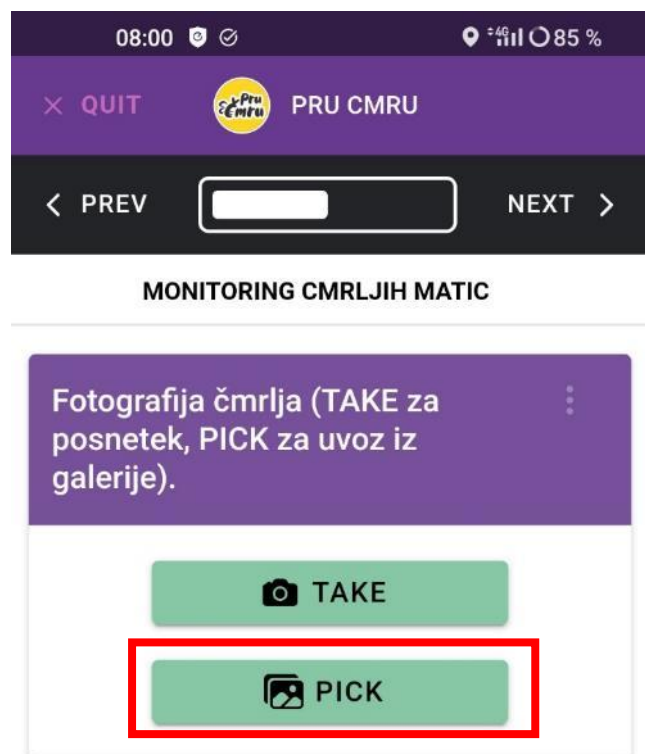 08:00 4G 85 %
× QUIT Pru Cmru PRU CMRU
< PREV NEXT >
MONITORING CMRLJIH MATIC
Fotografija čmrlja (TAKE za
posnetek, PICK za uvoz iz
galerije).
TAKE
PICK